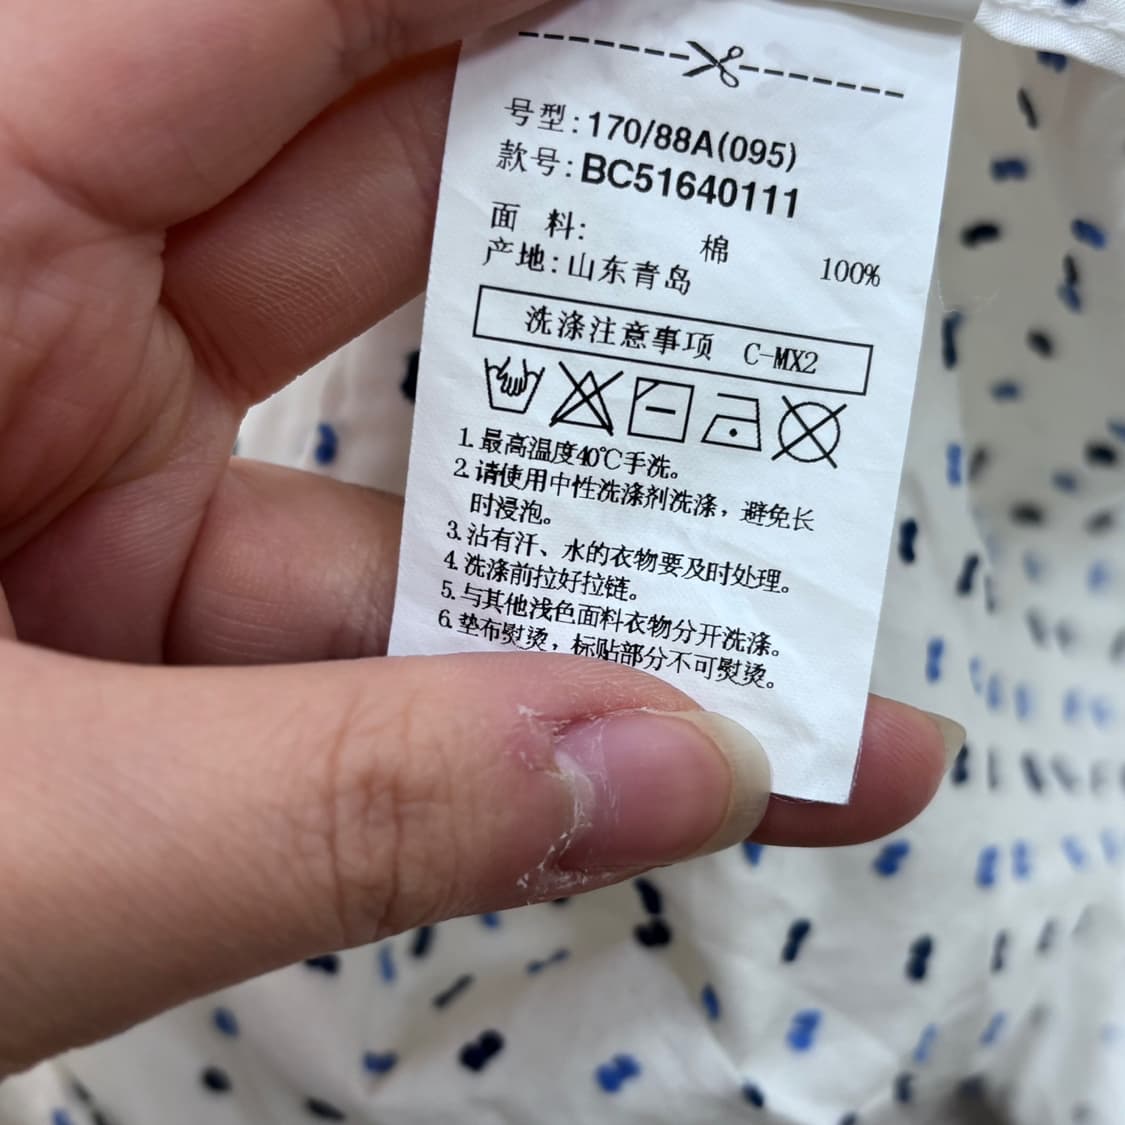 号型:170/88A(095)
款号:BC51640111
面 料: 棉 100%
产地:山东青岛
洗涤注意事项 C-MX2
1.最高温度40℃手洗。
2.请使用中性洗涤剂洗涤，避免长
时浸泡。
3.沾有汗、水的衣物要及时处理。
4.洗涤前拉好拉链。
5.与其他浅色面料衣物分开洗涤。
6.垫布熨烫，标贴部分不可熨烫。